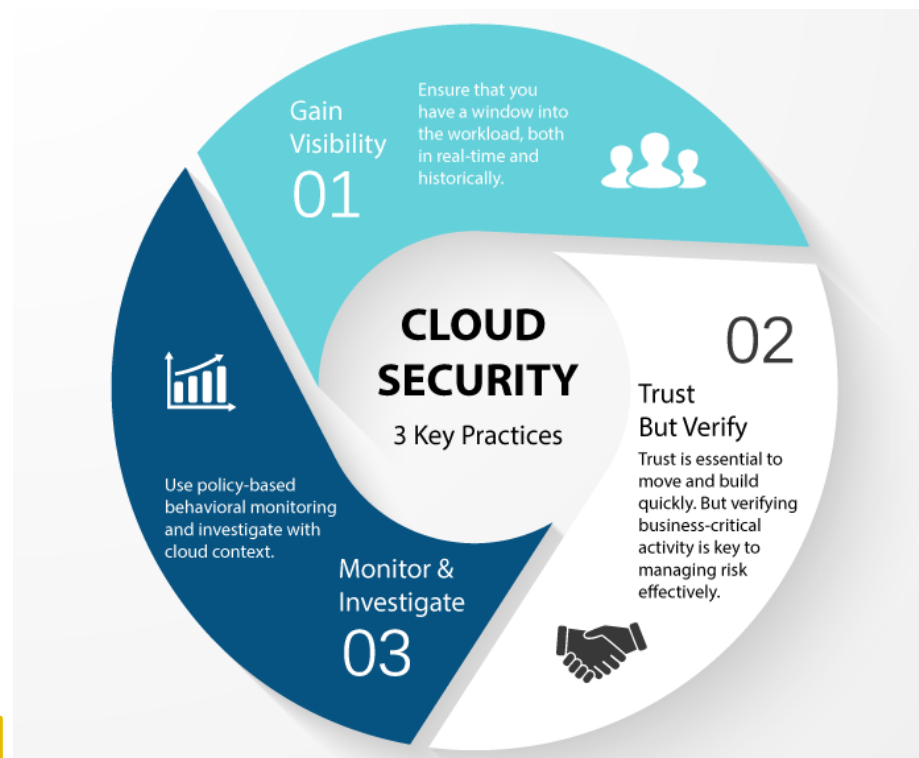 CLOUD
SECURITY
3 Key Practices
Gain
Visibility
01
Ensure that you
have a window into
the workload, both
in real-time and
historically.
02
Trust
But Verify
Trust is essential to
move and build
quickly. But verifying
business-critical
activity is key to
managing risk
effectively.
Use policy-based
behavioral monitoring
and investigate with
cloud context.
Monitor &
Investigate
03